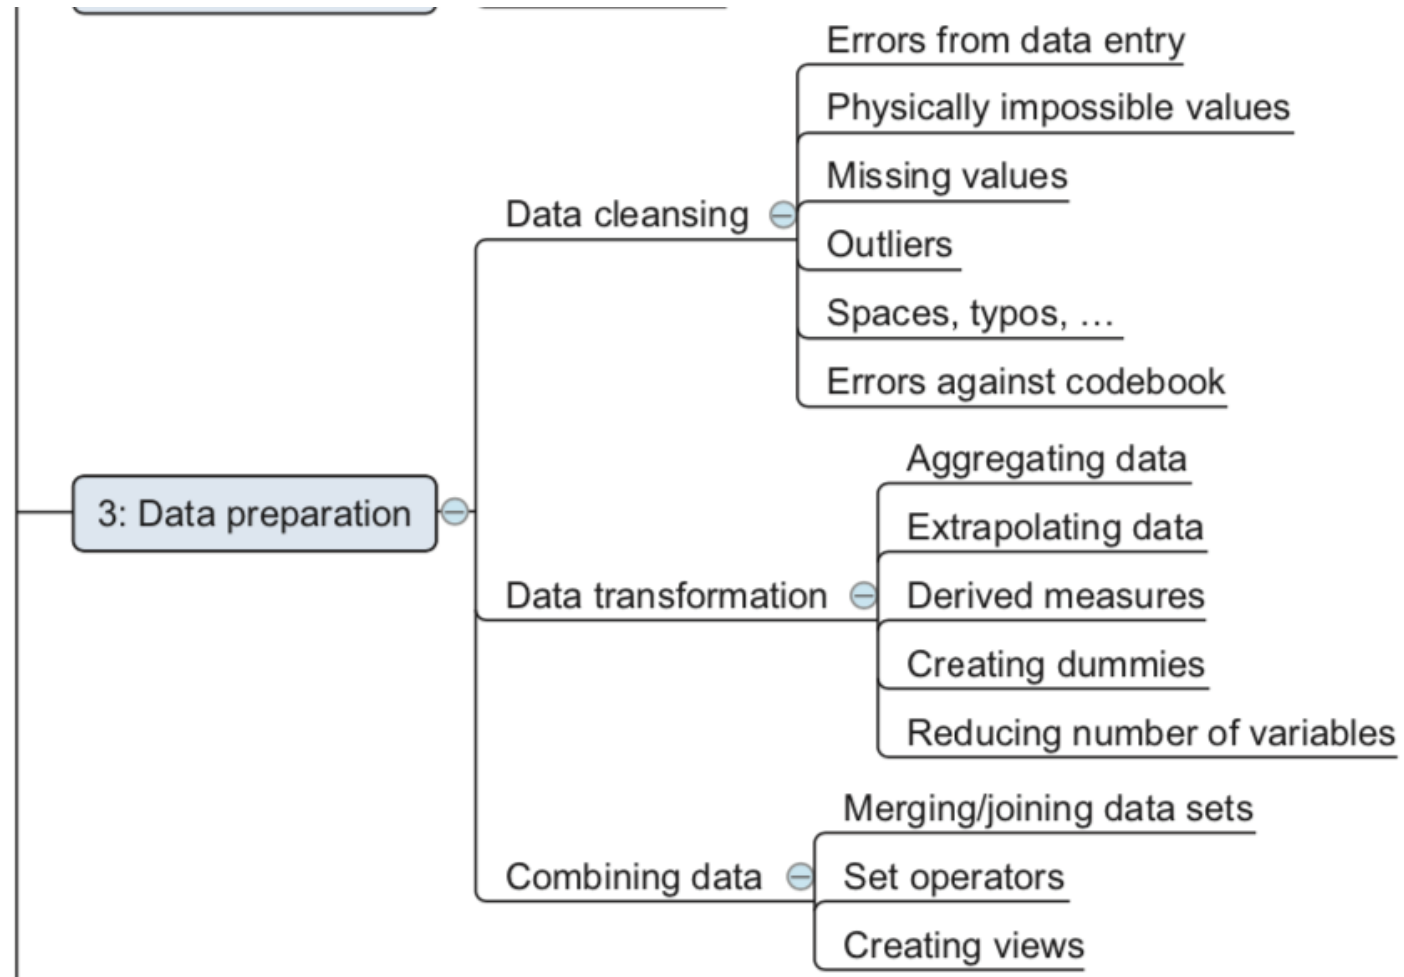 Errors from data entry
Physically impossible values
Missing values
Data cleansing
Outliers
Spaces, typos, …
Errors against codebook
3: Data preparation
Aggregating data
Extrapolating data
Data transformation
Derived measures
Creating dummies
Reducing number of variables
Merging/joining data sets
Combining data
Set operators
Creating views